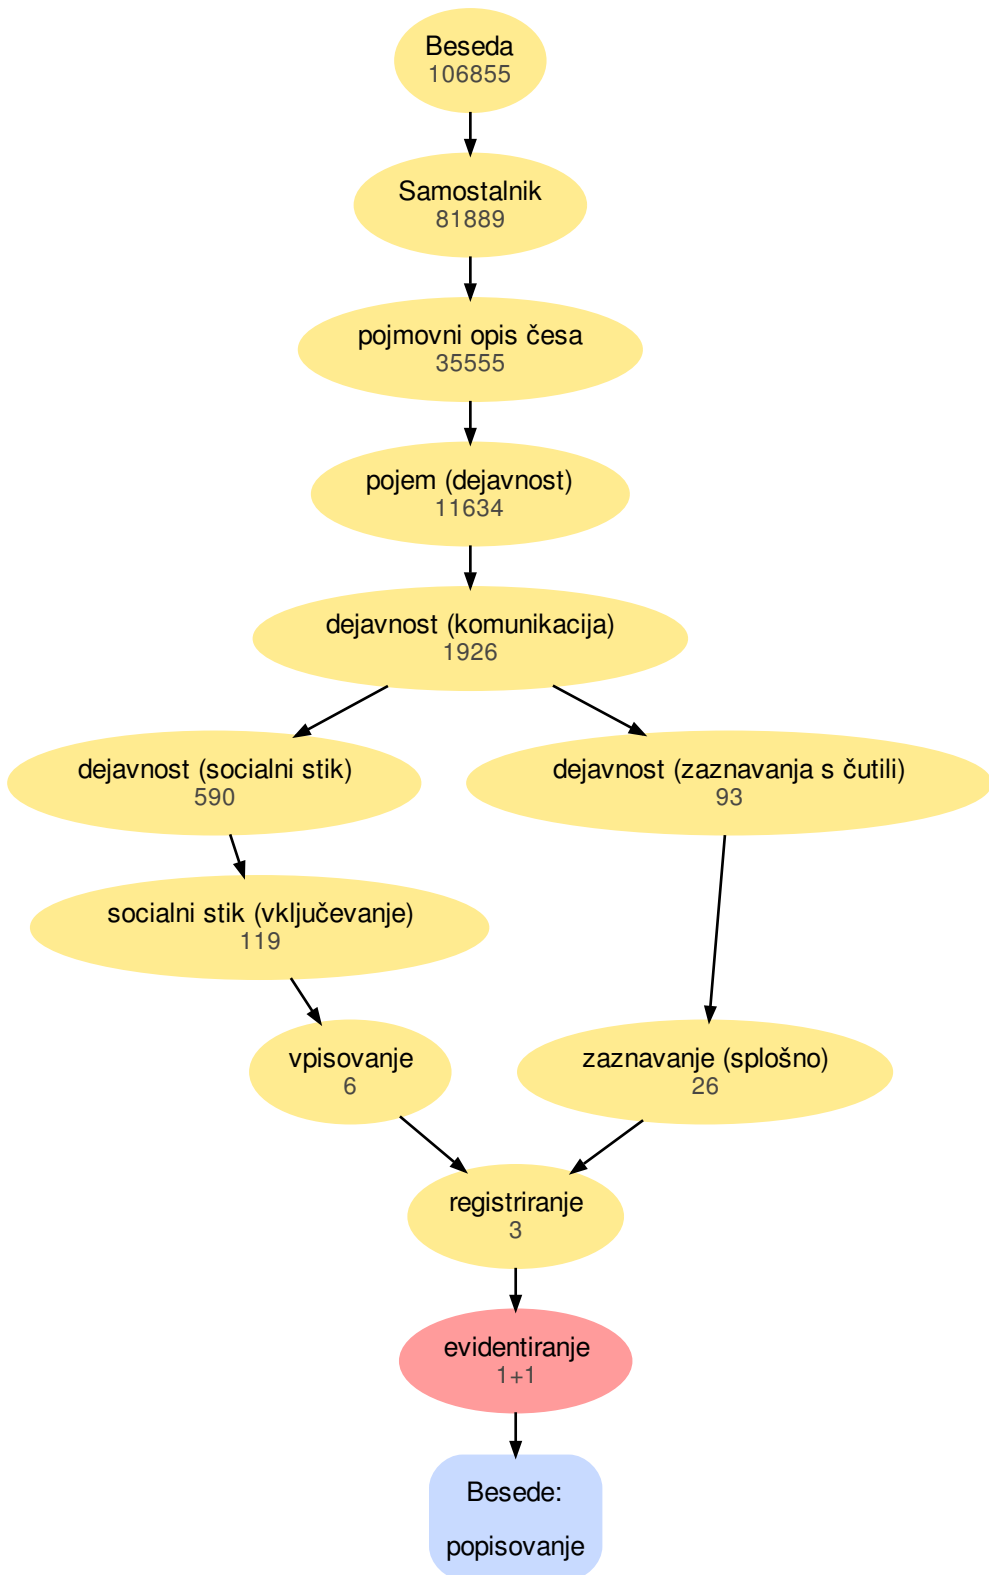 Beseda
106855
Samostalnik
81889
pojmovni opis česa
35555
pojem (dejavnost)
11634
dejavnost (komunikacija)
1926
dejavnost (socialni stik)
590
dejavnost (zaznavanja s čutili)
93
socialni stik (vključevanje)
119
vpisovanje
6
zaznavanje (splošno)
26
registriranje
3
evidentiranje
1+1
Besede:
popisovanje